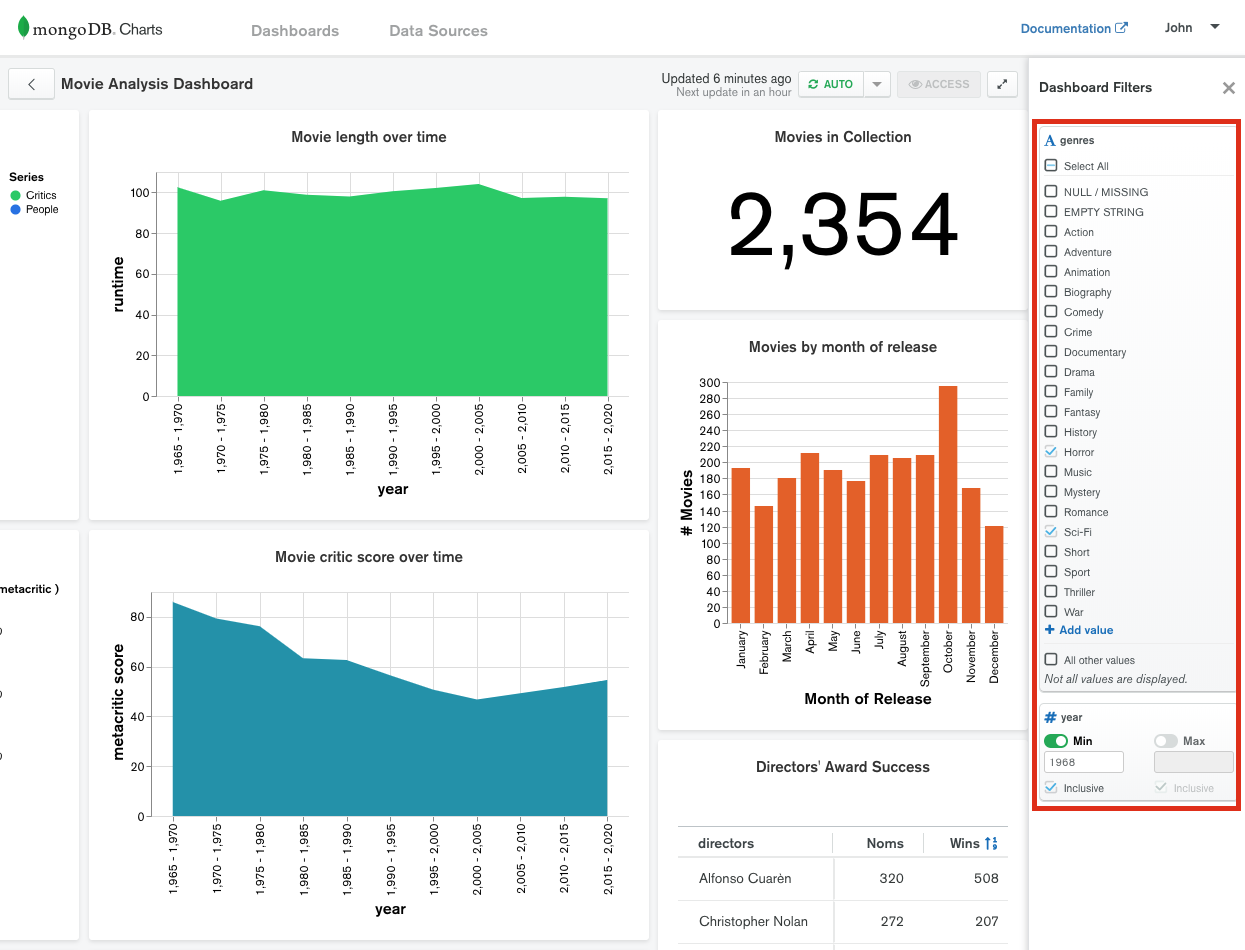 mongoDB. Charts
Dashboards
Data Sources
Documentation
John
Movie Analysis Dashboard
Updated 6 minutes ago
Next update in an hour
AUTO
ACCESS
Series
Critics
People
Movie length over time
100
80
60
40
20
0
runtime
1,965 - 1,970
1,970 - 1,975
1,975 - 1,980
1,980 - 1,985
1,985 - 1,990
1,990 - 1,995
1,995 - 2,000
2,000 - 2,005
2,005 - 2,010
2,010 - 2,015
2,015 - 2,020
year
Movies in Collection
2,354
Movies by month of release
300
280
260
240
220
200
180
160
140
120
100
80
60
40
20
0
# Movies
January
February
March
April
May
June
July
August
September
October
November
December
Month of Release
metacritic )
Movie critic score over time
80
60
40
20
0
metacritic score
1,965 - 1,970
1,970 - 1,975
1,975 - 1,980
1,980 - 1,985
1,985 - 1,990
1,990 - 1,995
1,995 - 2,000
2,000 - 2,005
2,005 - 2,010
2,010 - 2,015
2,015 - 2,020
year
Directors' Award Success
directors Noms Wins
Alfonso Cuarèn 320 508
Christopher Nolan 272 207
Dashboard Filters
A genres
Select All
NULL / MISSING
EMPTY STRING
Action
Adventure
Animation
Biography
Comedy
Crime
Documentary
Drama
Family
Fantasy
History
Horror
Music
Mystery
Romance
Sci-Fi
Short
Sport
Thriller
War
+ Add value
All other values
Not all values are displayed.
# year
Min Max
1968
Inclusive Inclusive